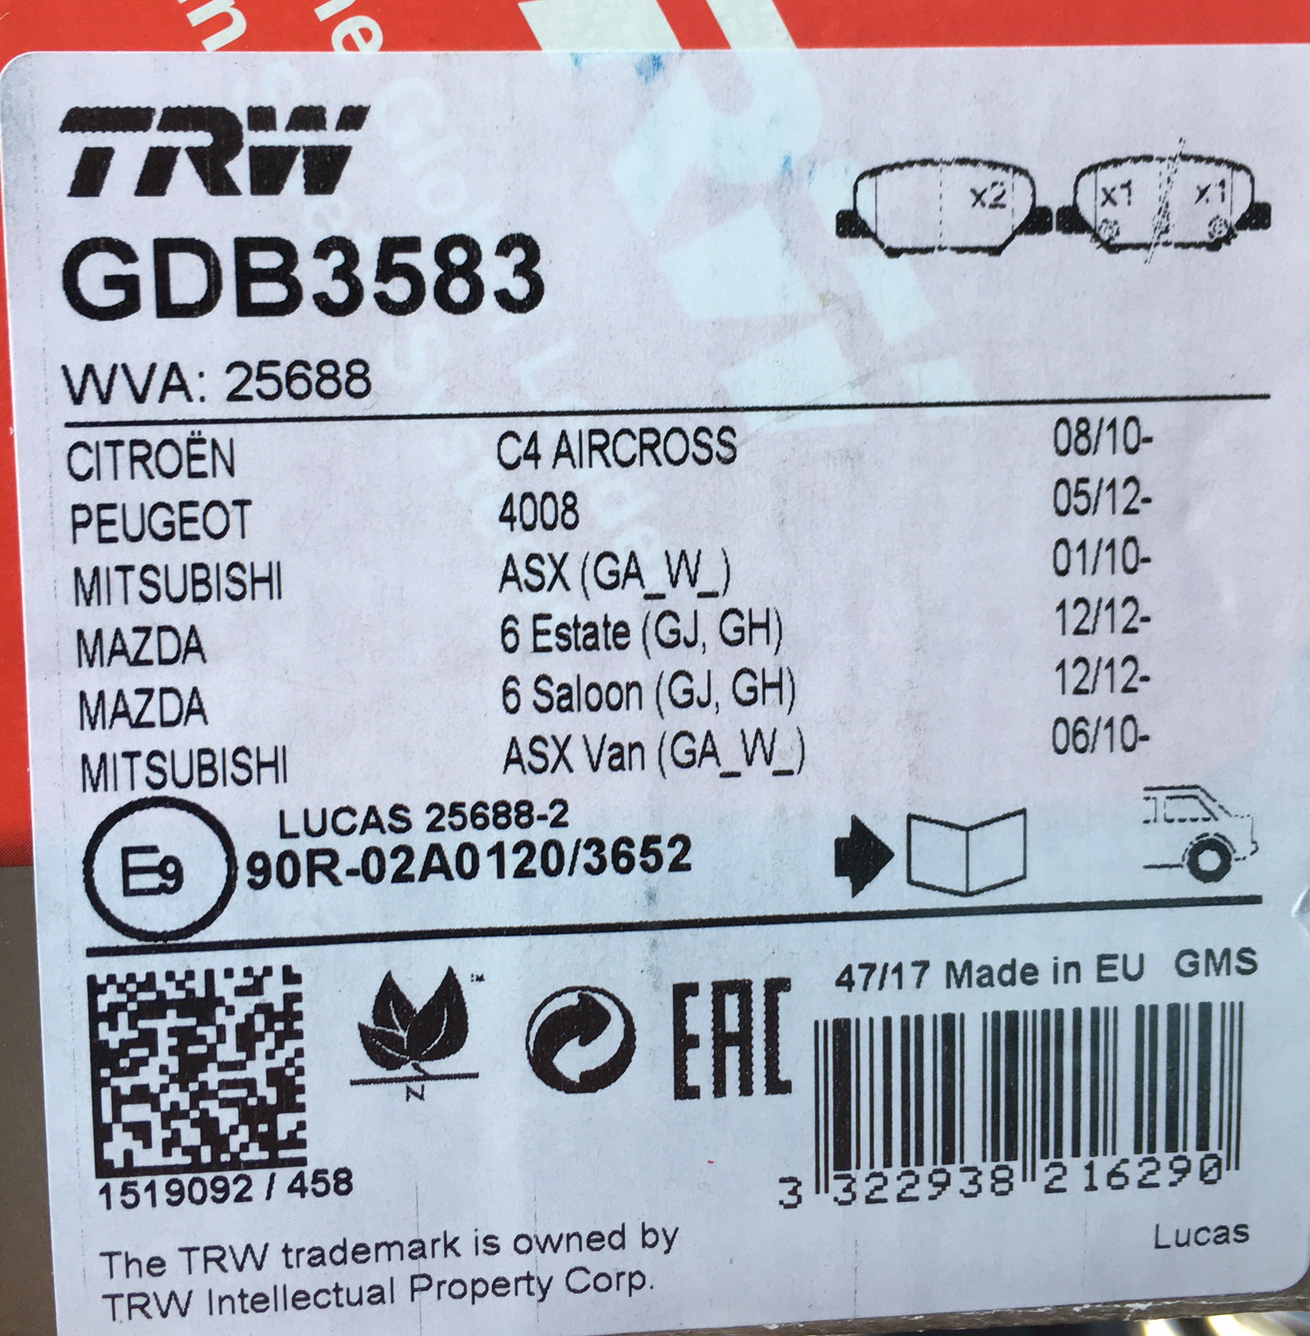 TRW
GDB3583
x2 x1 x1
WVA: 25688
CITROËN C4 AIRCROSS 08/10-
PEUGEOT 4008 05/12-
MITSUBISHI ASX (GA_W_) 01/10-
MAZDA 6 Estate (GJ, GH) 12/12-
MAZDA 6 Saloon (GJ, GH) 12/12-
MITSUBISHI ASX Van (GA_W_) 06/10-
LUCAS 25688-2
E9 90R-02A0120/3652
47/17 Made in EU GMS
™
N
EAC
1519092 / 458
3 322938 216290
Lucas
The TRW trademark is owned by
TRW Intellectual Property Corp.